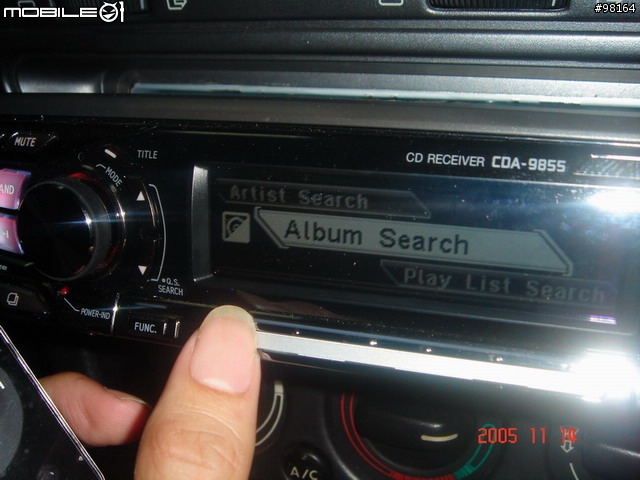 MOBILE01
#98164
MUTE
TITLE
MODE
CD RECEIVER CDA-9855
Artist Search
Album Search
Play List Search
Q.S.
SEARCH
POWER-IND
FUNC.
A/C
2005 11